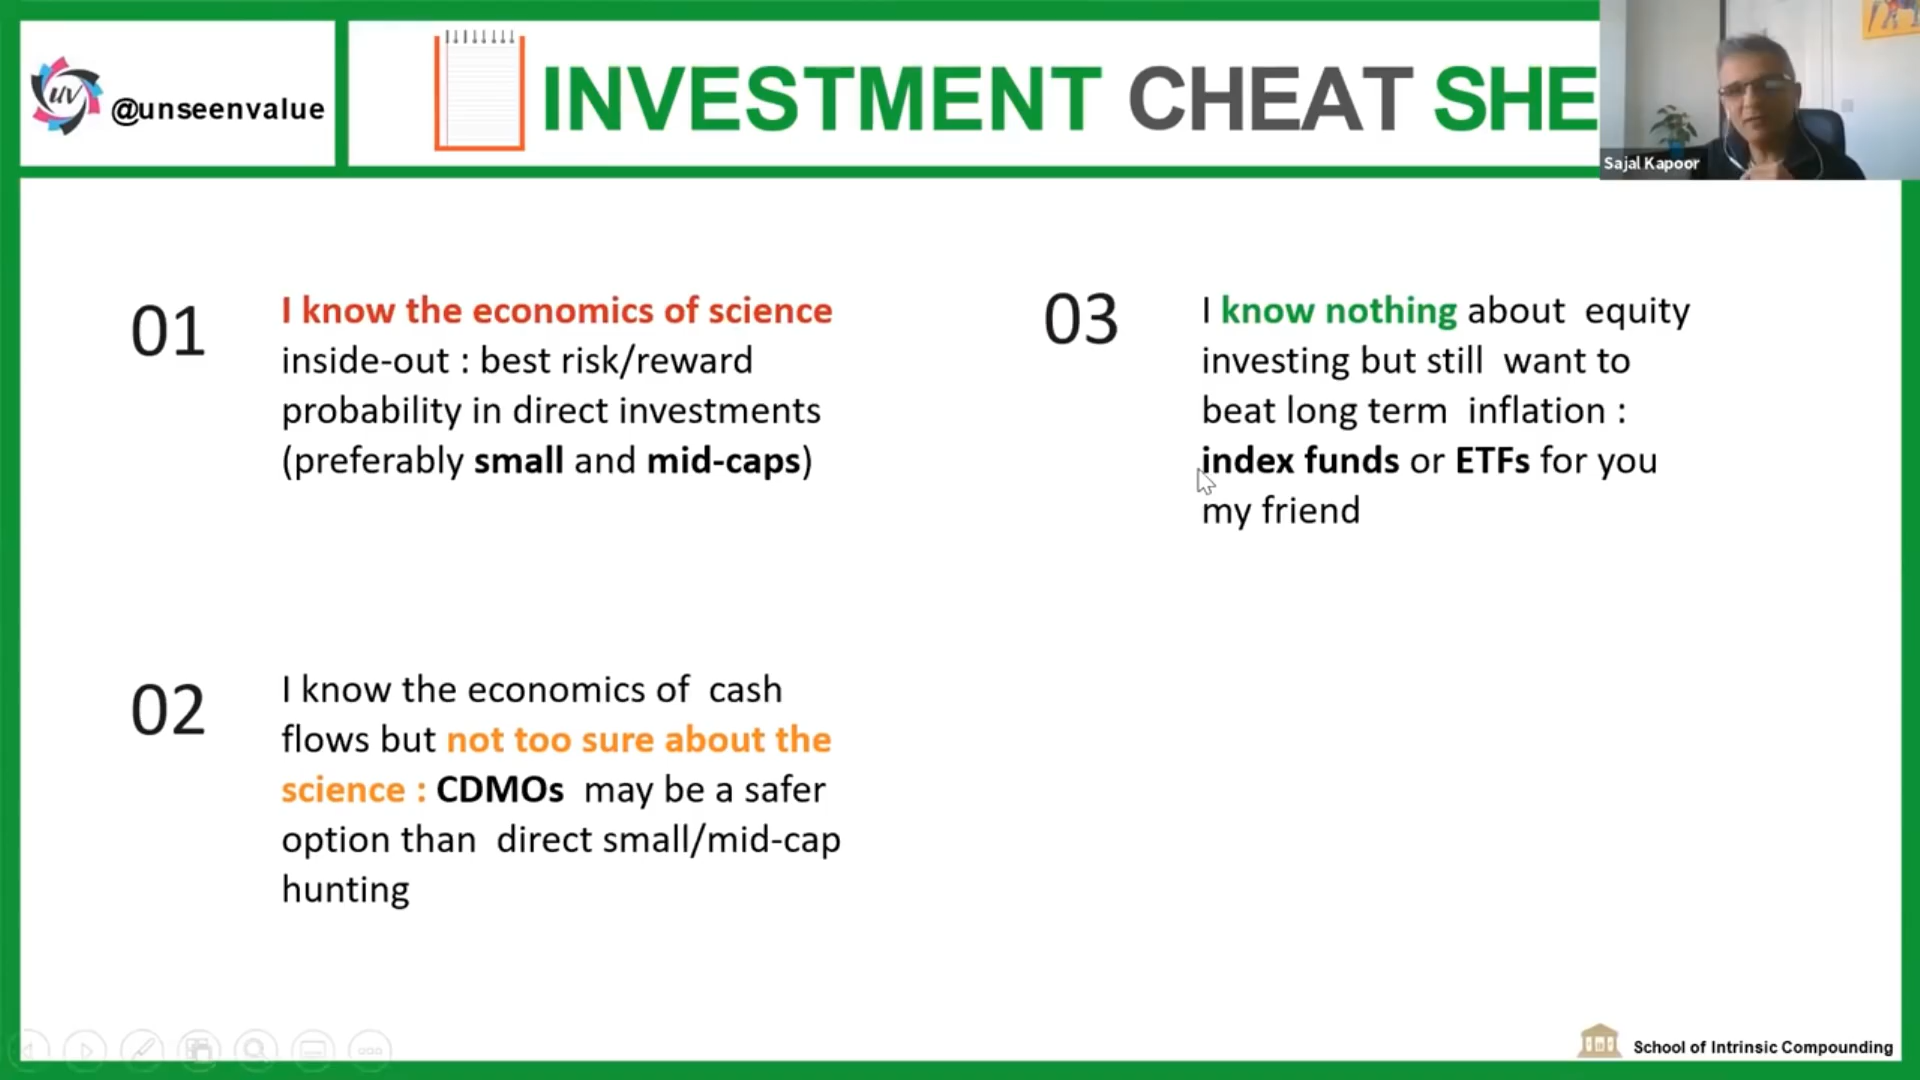 UV
@unseenvalue
INVESTMENT CHEAT SHE
Sajal Kapoor
01
I know the economics of science
inside-out : best risk/reward
probability in direct investments
(preferably small and mid-caps)
02
I know the economics of cash
flows but not too sure about the
science : CDMOs may be a safer
option than direct small/mid-cap
hunting
03
I know nothing about equity
investing but still want to
beat long term inflation :
index funds or ETFs for you
my friend
School of Intrinsic Compounding